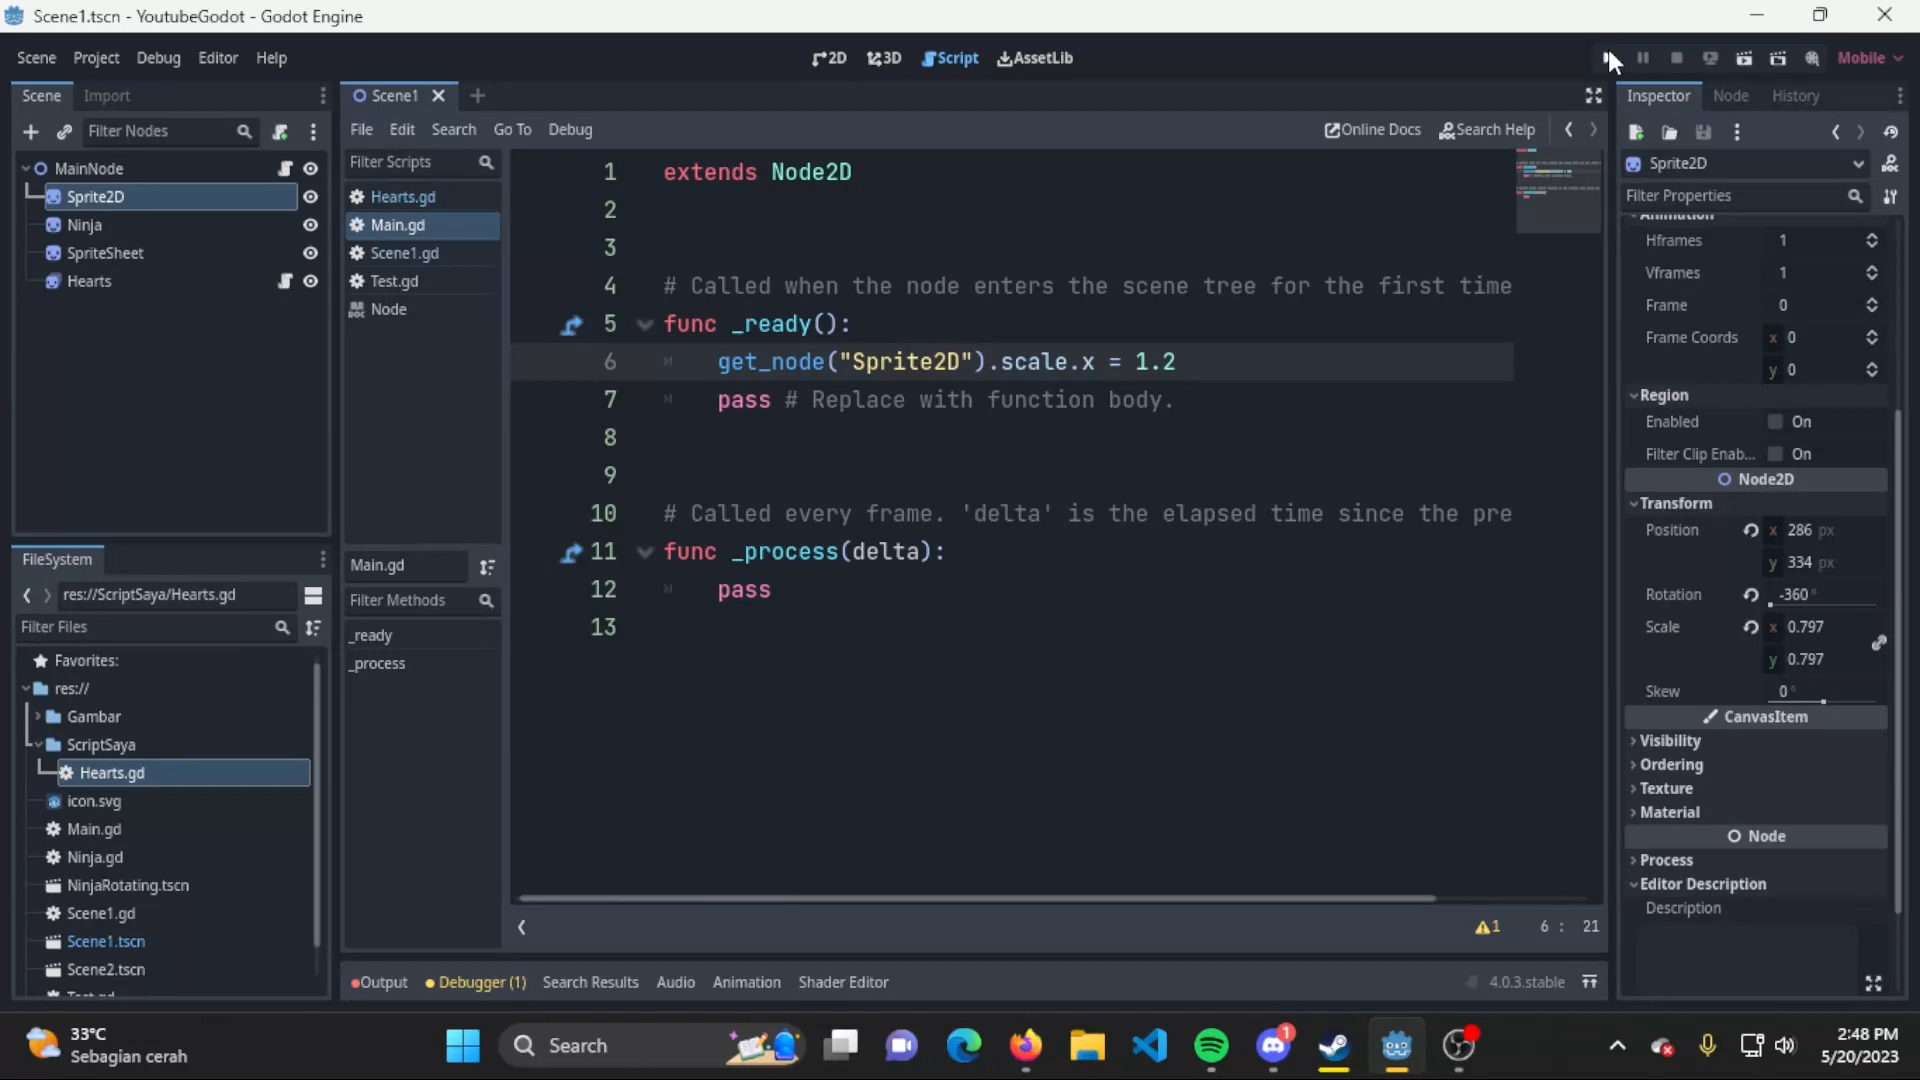 Scene1.tscn - YoutubeGodot - Godot Engine
Scene Project Debug Editor Help
2D 3D Script AssetLib
Mobile
Scene Import
Filter Nodes
MainNode
Sprite2D
Ninja
SpriteSheet
Hearts
FileSystem
res://ScriptSaya/Hearts.gd
Filter Files
Favorites:
res://
Gambar
ScriptSaya
Hearts.gd
icon.svg
Main.gd
Ninja.gd
NinjaRotating.tscn
Scene1.gd
Scene1.tscn
Scene2.tscn
Scene1
File Edit Search Go To Debug
Online Docs Search Help
Filter Scripts
Hearts.gd
Main.gd
Scene1.gd
Test.gd
Node
Main.gd
Filter Methods
_ready
_process
1 extends Node2D
2
3
4 # Called when the node enters the scene tree for the first time
5 func _ready():
6 get_node("Sprite2D").scale.x = 1.2
7 pass # Replace with function body.
8
9
10 # Called every frame. 'delta' is the elapsed time since the pre
11 func _process(delta):
12 pass
13
1 6 : 21
Output Debugger (1) Search Results Audio Animation Shader Editor 4.0.3.stable
Inspector Node History
Sprite2D
Filter Properties
Animation
Hframes 1
Vframes 1
Frame 0
Frame Coords x 0
y 0
Region
Enabled On
Filter Clip Enab... On
Node2D
Transform
Position x 286 px
y 334 px
Rotation -360 °
Scale x 0.797
y 0.797
Skew 0 °
CanvasItem
Visibility
Ordering
Texture
Material
Node
Process
Editor Description
Description
33°C
Sebagian cerah
Search
1
2:48 PM
5/20/2023